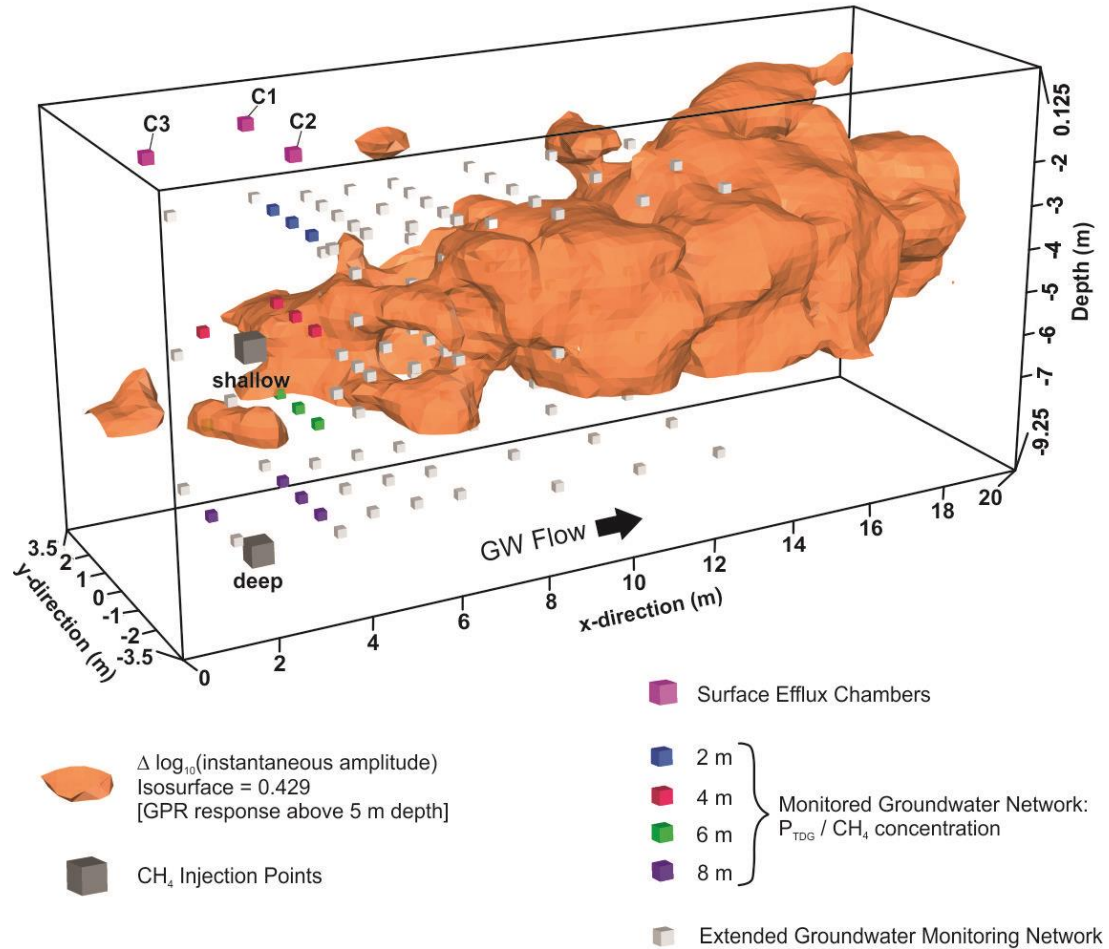 C1
C3
C2
0.125
-2
-3
-4
-5
-6
-7
-9.25
Depth (m)
shallow
deep
GW Flow
3.5
2
1
0
-1
-2
-3.5
y-direction (m)
0
2
4
6
8
10
12
14
16
18
20
x-direction (m)
Surface Efflux Chambers
Δ log₁₀(instantaneous amplitude)
Isosurface = 0.429
[GPR response above 5 m depth]
CH₄ Injection Points
2 m
4 m
6 m
8 m
Monitored Groundwater Network:
P_TDG / CH₄ concentration
Extended Groundwater Monitoring Network